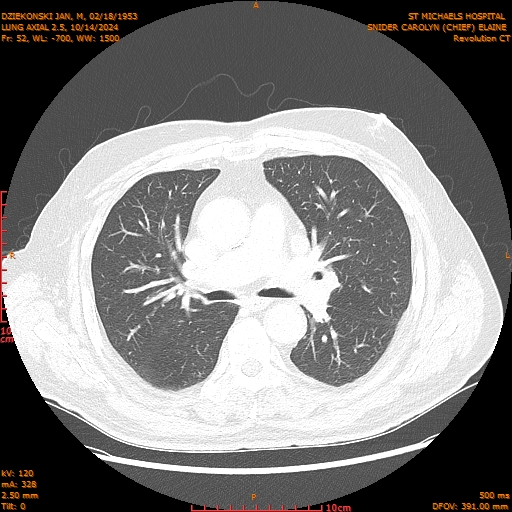 A
DZIEKONSKI JAN, M, 02/18/1953
LUNG AXIAL 2.5, 10/14/2024
Fr: 52, WL: -700, WW: 1500
ST MICHAELS HOSPITAL
SNIDER CAROLYN (CHIEF) ELAINE
Revolution CT
R
L
10
cm
kV: 120
mA: 328
2.50 mm
Tilt: 0
P
10cm
500 ms
DFOV: 391.00 mm